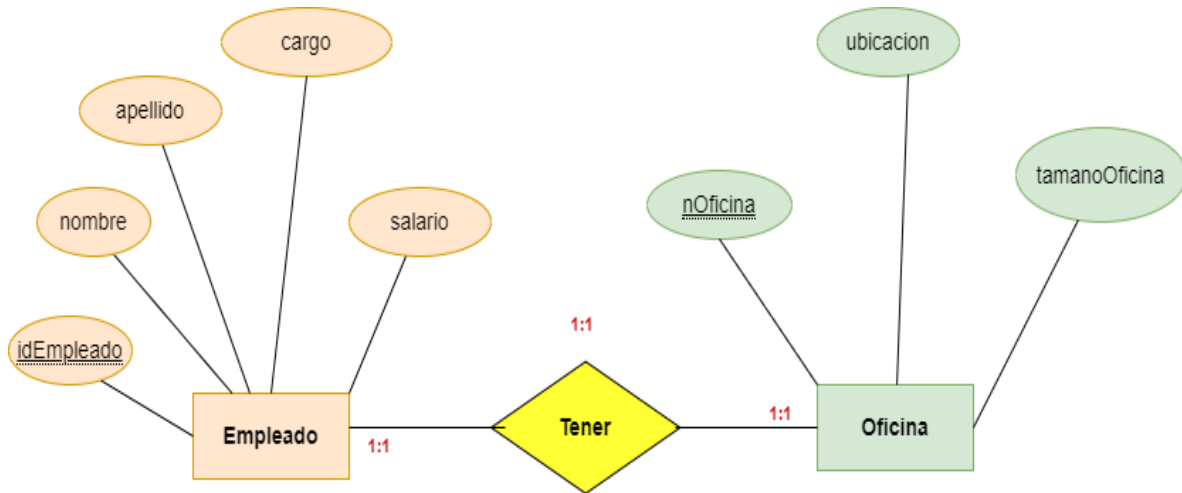 cargo
ubicacion
apellido
tamanoOficina
nOficina
nombre
salario
1:1
idEmpleado
1:1
Empleado
Tener
Oficina
1:1